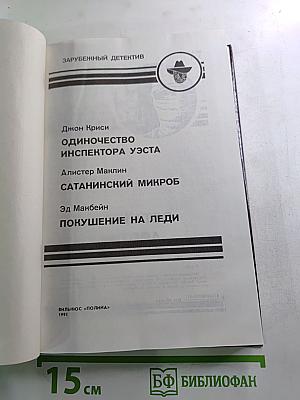 ЗАРУБЕЖНЫЙ ДЕТЕКТИВ
Джон Криси
ОДИНОЧЕСТВО
ИНСПЕКТОРА УЭСТА
Алистер Маклин
САТАНИНСКИЙ МИКРОБ
Эд Макбейн
ПОКУШЕНИЕ НА ЛЕДИ
ВИЛЬНЮС «ПОЛИНА»
1992
15 см
БФ БИБЛИОФАН